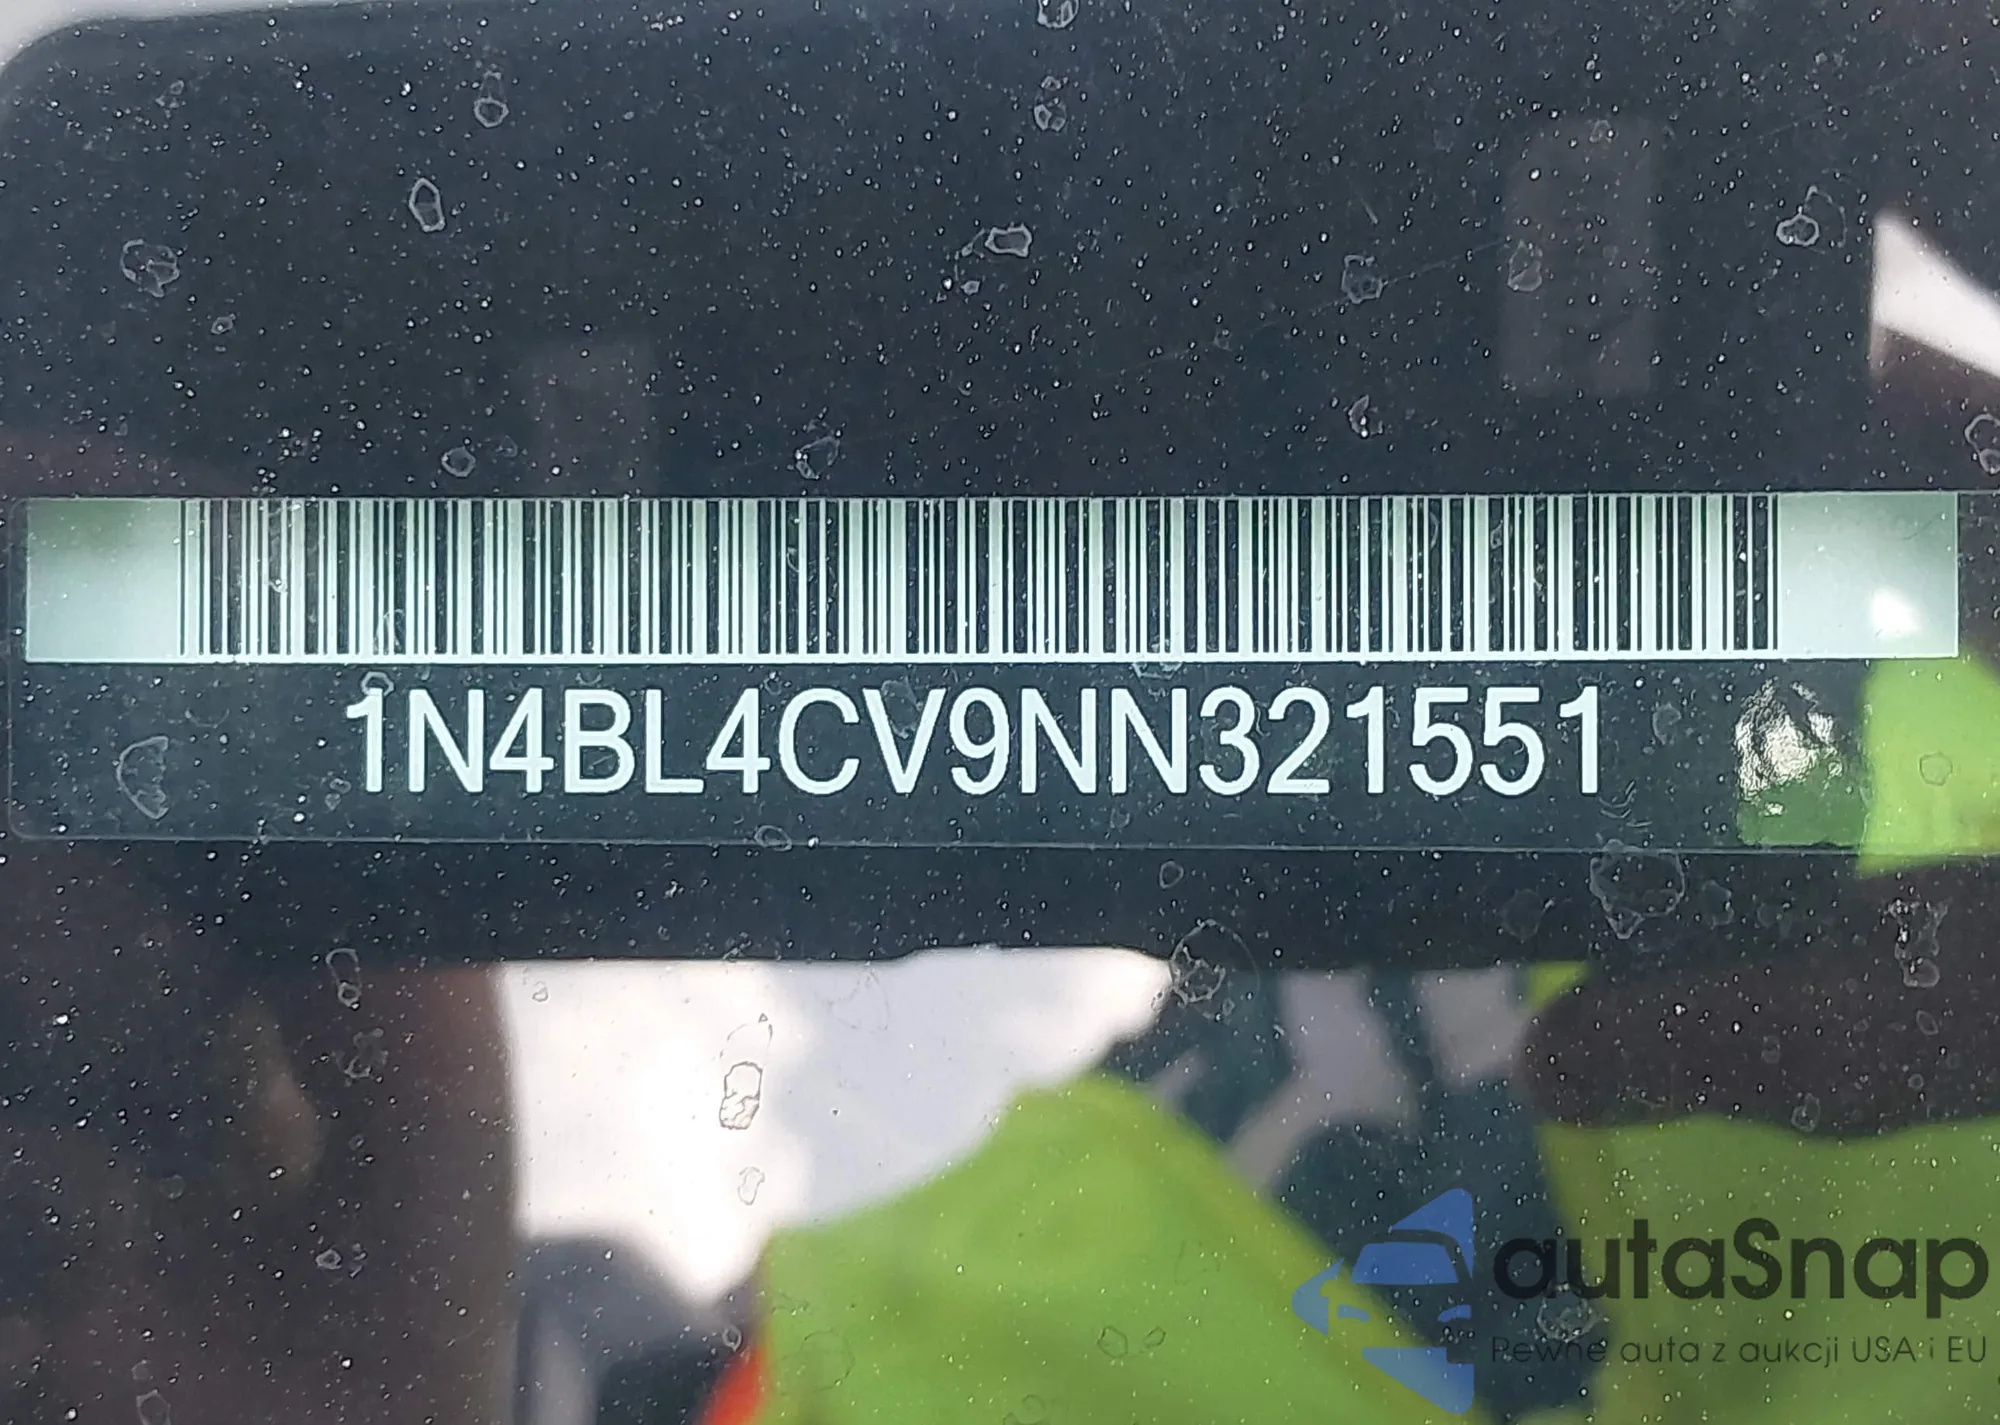 1N4BL4CV9NN321551
autaSnap
Pewne auta z aukcji USA i EU